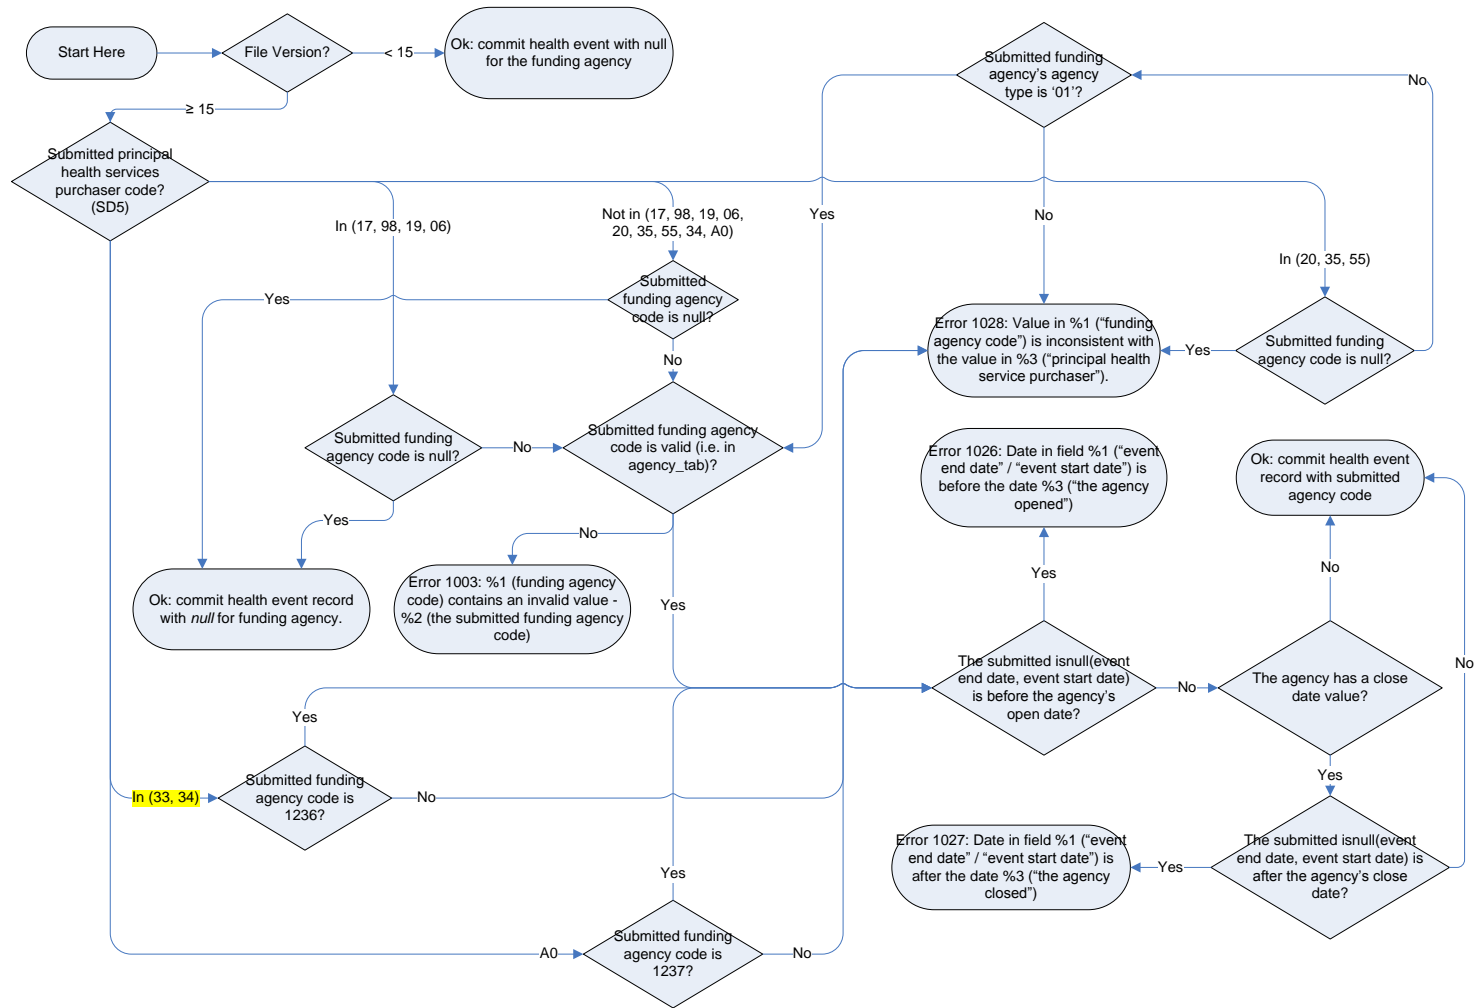 Start Here
File Version?
< 15
Ok: commit health event with null
for the funding agency
≥ 15
Submitted principal
health services
purchaser code?
(SD5)
In (17, 98, 19, 06)
Not in (17, 98, 19, 06,
20, 35, 55, 34, A0)
Submitted
funding agency
code is null?
Yes
No
Submitted funding
agency's agency
type is ‘01’?
No
Yes
No
In (20, 35, 55)
Submitted funding
agency code is null?
Yes
Error 1028: Value in %1 (“funding
agency code”) is inconsistent with
the value in %3 (“principal health
service purchaser”).
Submitted funding
agency code is null?
No
Yes
Submitted funding agency
code is valid (i.e. in
agency_tab)?
No
Yes
Ok: commit health event record
with null for funding agency.
Error 1003: %1 (funding agency
code) contains an invalid value -
%2 (the submitted funding agency
code)
Error 1026: Date in field %1 (“event
end date” / “event start date”) is
before the date %3 (“the agency
opened”)
Yes
Ok: commit health event
record with submitted
agency code
No
No
The submitted isnull(event
end date, event start date)
is before the agency's
open date?
No
The agency has a close
date value?
Yes
Yes
In (33, 34)
Submitted funding
agency code is
1236?
No
Error 1027: Date in field %1 (“event
end date” / “event start date”) is
after the date %3 (“the agency
closed”)
Yes
The submitted isnull(event
end date, event start date) is
after the agency's close
date?
Yes
A0
Submitted funding
agency code is
1237?
No